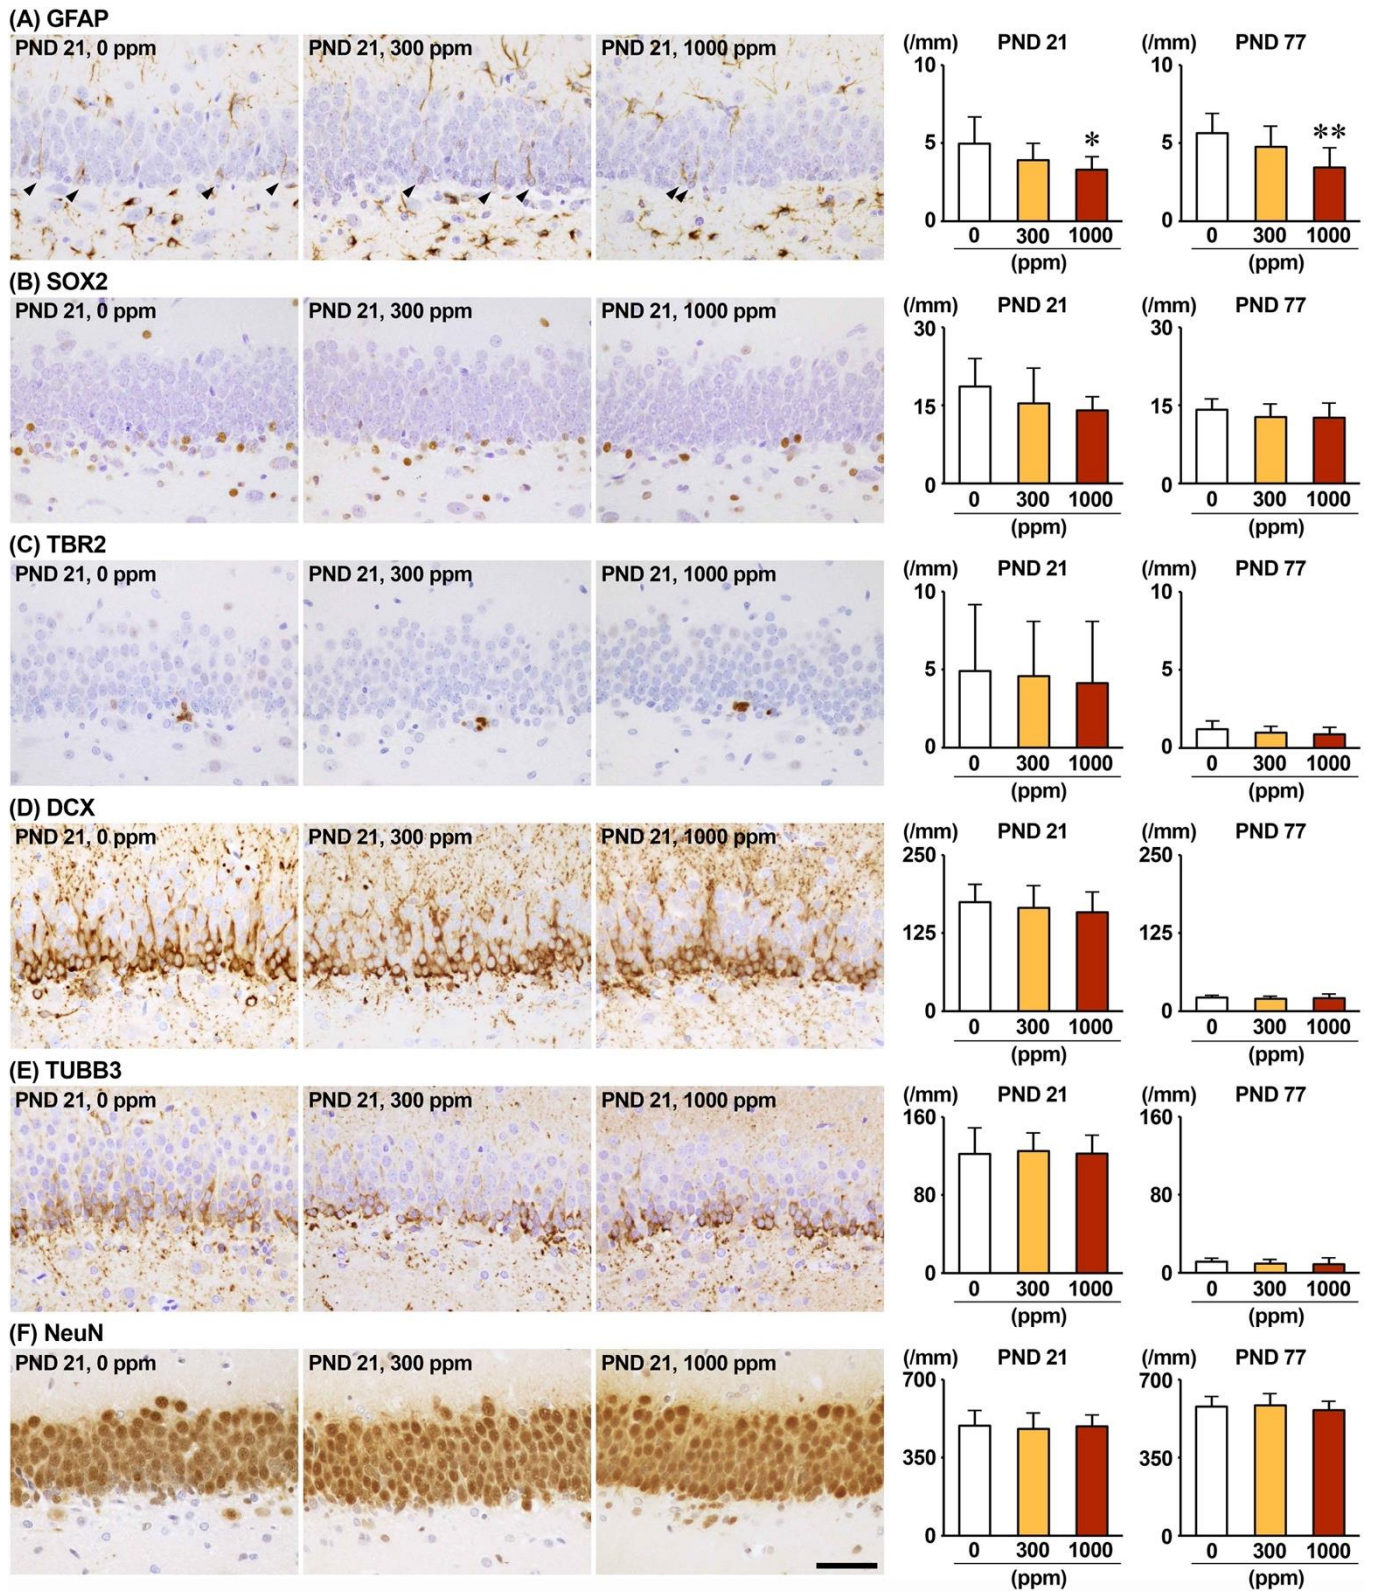 (A) GFAP
PND 21, 0 ppm PND 21, 300 ppm PND 21, 1000 ppm
(/mm) PND 21 (/mm) PND 77
10 10
* **
5 5
0 0
0 300 1000 0 300 1000
(ppm) (ppm)
(B) SOX2
PND 21, 0 ppm PND 21, 300 ppm PND 21, 1000 ppm
(/mm) PND 21 (/mm) PND 77
30 30
15 15
0 0
0 300 1000 0 300 1000
(ppm) (ppm)
(C) TBR2
PND 21, 0 ppm PND 21, 300 ppm PND 21, 1000 ppm
(/mm) PND 21 (/mm) PND 77
10 10
5 5
0 0
0 300 1000 0 300 1000
(ppm) (ppm)
(D) DCX
PND 21, 0 ppm PND 21, 300 ppm PND 21, 1000 ppm
(/mm) PND 21 (/mm) PND 77
250 250
125 125
0 0
0 300 1000 0 300 1000
(ppm) (ppm)
(E) TUBB3
PND 21, 0 ppm PND 21, 300 ppm PND 21, 1000 ppm
(/mm) PND 21 (/mm) PND 77
160 160
80 80
0 0
0 300 1000 0 300 1000
(ppm) (ppm)
(F) NeuN
PND 21, 0 ppm PND 21, 300 ppm PND 21, 1000 ppm
(/mm) PND 21 (/mm) PND 77
700 700
350 350
0 0
0 300 1000 0 300 1000
(ppm) (ppm)